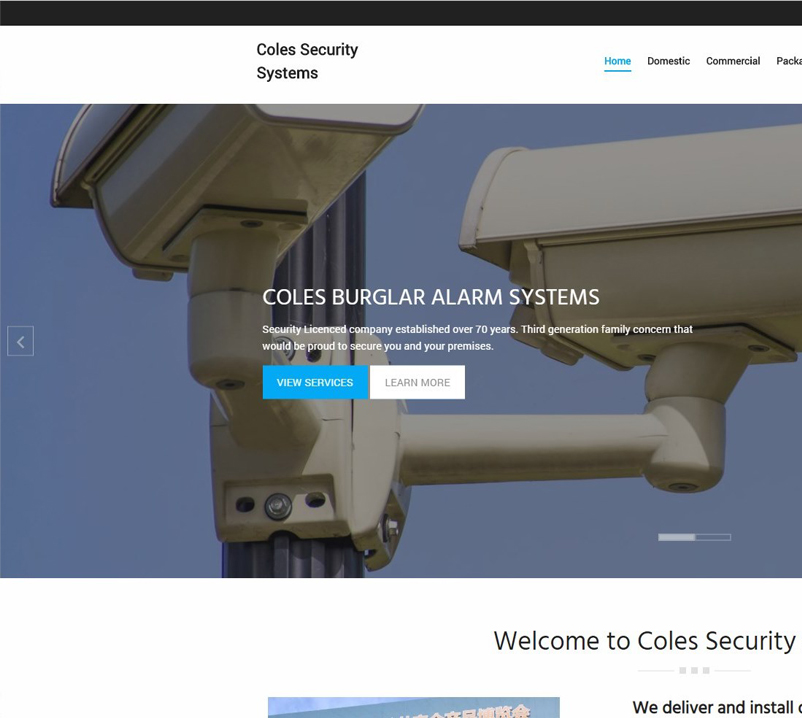 Coles Security
Systems
Home Domestic Commercial
COLES BURGLAR ALARM SYSTEMS
Security Licenced company established over 70 years. Third generation family concern that
would be proud to secure you and your premises.
VIEW SERVICES LEARN MORE
Welcome to Coles Security
We deliver and install